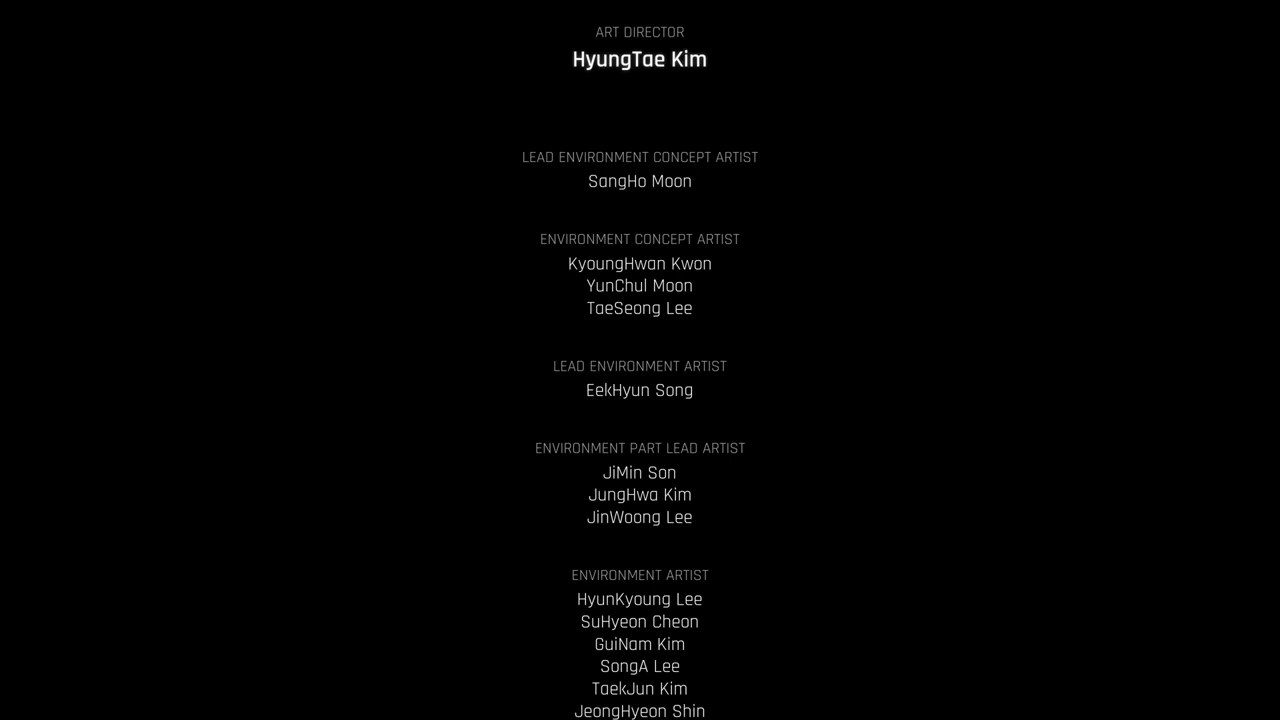 ART DIRECTOR
HyungTae Kim
LEAD ENVIRONMENT CONCEPT ARTIST
SangHo Moon
ENVIRONMENT CONCEPT ARTIST
KyoungHwan Kwon
YunChul Moon
TaeSeong Lee
LEAD ENVIRONMENT ARTIST
EekHyun Song
ENVIRONMENT PART LEAD ARTIST
JiMin Son
JungHwa Kim
JinWoong Lee
ENVIRONMENT ARTIST
HyunKyoung Lee
SuHyeon Cheon
GuiNam Kim
SongA Lee
TaekJun Kim
JeongHyeon Shin